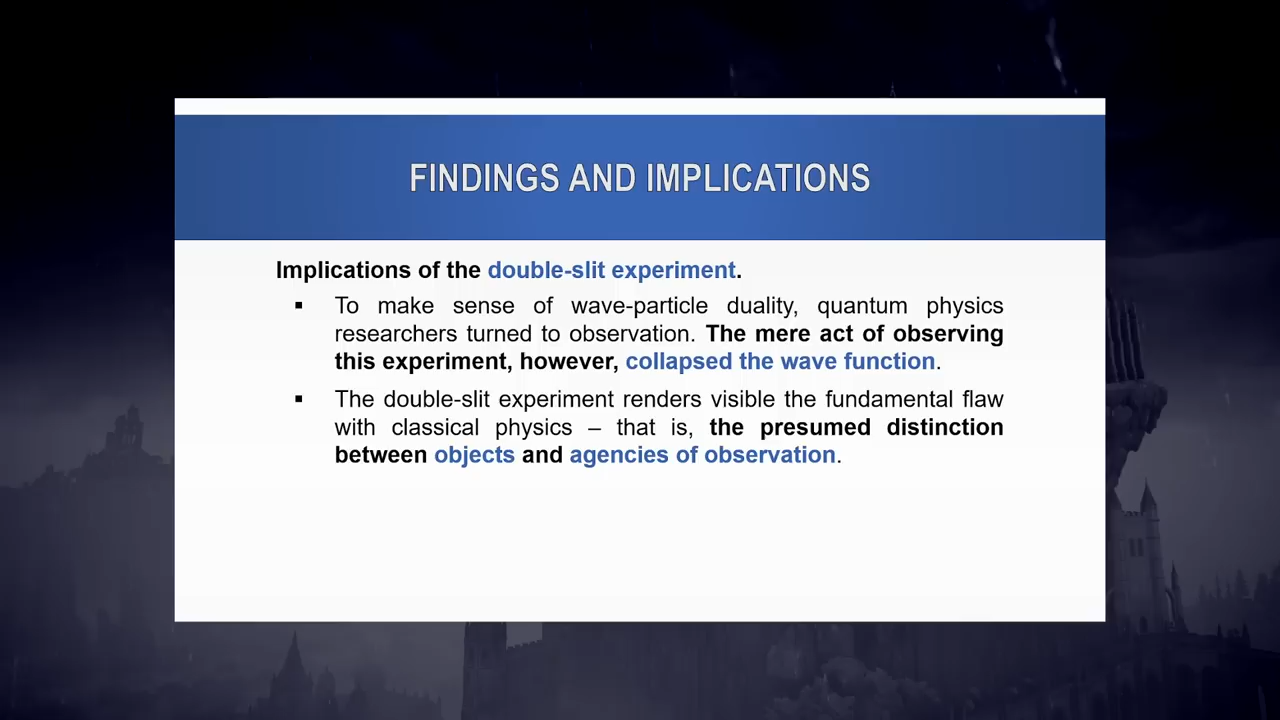 FINDINGS AND IMPLICATIONS
Implications of the double-slit experiment.
▪ To make sense of wave-particle duality, quantum physics
researchers turned to observation. The mere act of observing
this experiment, however, collapsed the wave function.
▪ The double-slit experiment renders visible the fundamental flaw
with classical physics – that is, the presumed distinction
between objects and agencies of observation.